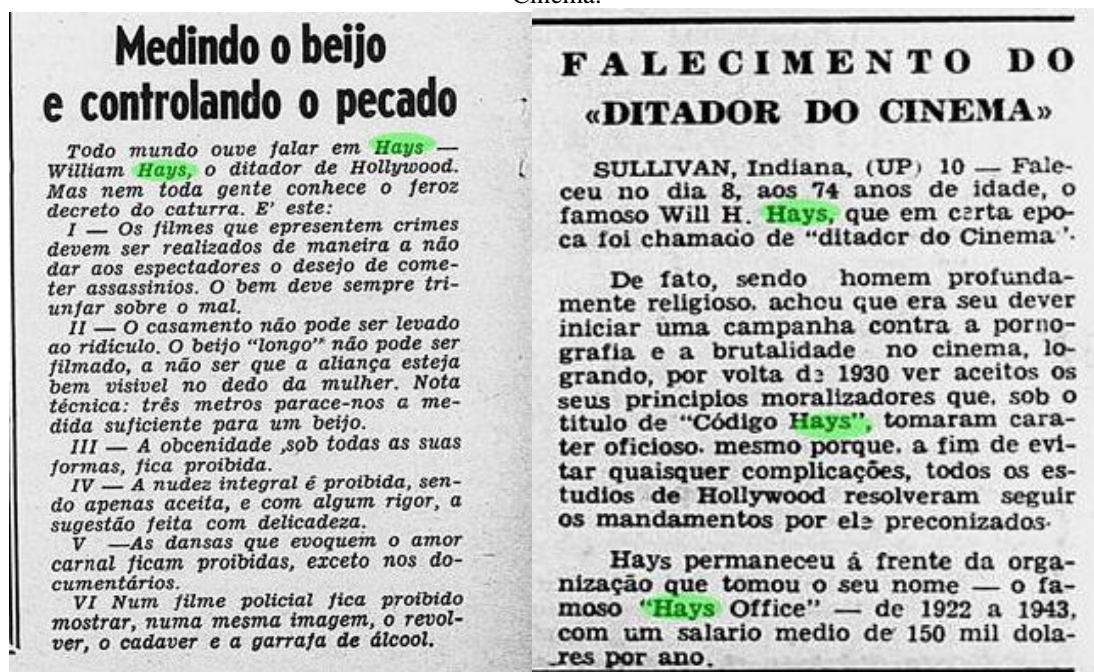 Cinema.
Medindo o beijo
e controlando o pecado
Todo mundo ouve falar em Hays —
William Hays, o ditador de Hollywood.
Mas nem toda gente conhece o feroz
decreto do caturra. E' este:
I — Os filmes que epresentem crimes
devem ser realizados de maneira a não
dar aos espectadores o desejo de come-
ter assassinios. O bem deve sempre tri-
unfar sobre o mal.
II — O casamento não pode ser levado
ao ridiculo. O beijo "longo" não pode ser
filmado, a não ser que a aliança esteja
bem visivel no dedo da mulher. Nota
técnica: três metros parace-nos a me-
dida suficiente para um beijo.
III — A obcenidade ,sob todas as suas
formas, fica proibida.
IV — A nudez integral é proibida, sen-
do apenas aceita, e com algum rigor, a
sugestão feita com delicadeza.
V —As dansas que evoquem o amor
carnal ficam proibidas, exceto nos do-
cumentários.
VI Num filme policial fica proibido
mostrar, numa mesma imagem, o revol-
ver, o cadaver e a garrafa de álcool.
FALECIMENTO DO
«DITADOR DO CINEMA»
SULLIVAN, Indiana, (UP) 10 — Fale-
ceu no dia 8, aos 74 anos de idade, o
famoso Will H. Hays, que em certa epo-
ca foi chamado de "ditador do Cinema".
De fato, sendo homem profunda-
mente religioso. achou que era seu dever
iniciar uma campanha contra a porno-
grafia e a brutalidade no cinema, lo-
grando, por volta de 1930 ver aceitos os
seus principios moralizadores que, sob o
titulo de "Código Hays", tomaram cara-
ter oficioso. mesmo porque. a fim de evi-
tar quaisquer complicações, todos os es-
tudios de Hollywood resolveram seguir
os mandamentos por ele preconizados.
Hays permaneceu á frente da orga-
nização que tomou o seu nome — o fa-
moso "Hays Office" — de 1922 a 1943,
com um salario medio de 150 mil dola-
res por ano.